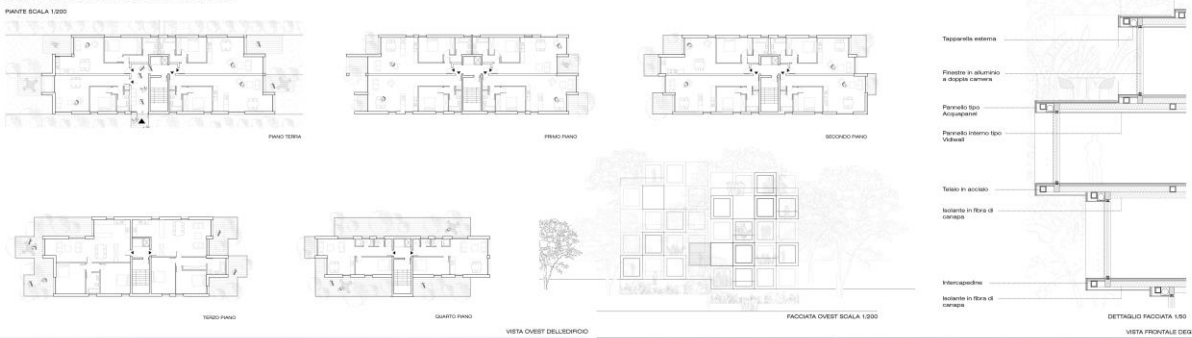 PIANTE SCALA 1/200
PIANO TERRA
PRIMO PIANO
SECONDO PIANO
TERZO PIANO
QUARTO PIANO
VISTA OVEST DELL'EDIFICIO
FACCIATA OVEST SCALA 1/200
Tapparella esterna
Finestre in alluminio
a doppia camera
Pannello tipo
Acquapanel
Pannello interno tipo
Vidiwall
Telaio in acciaio
Isolante in fibra di
canapa
Intercapedine
Isolante in fibra di
canapa
DETTAGLIO FACCIATA 1/50
VISTA FRONTALE DEG